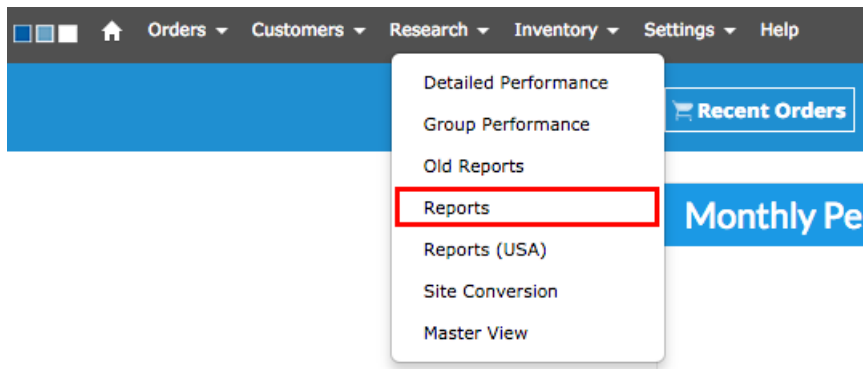 Orders Customers Research Inventory Settings Help
Detailed Performance
Recent Orders
Group Performance
Old Reports
Reports
Monthly Pe
Reports (USA)
Site Conversion
Master View